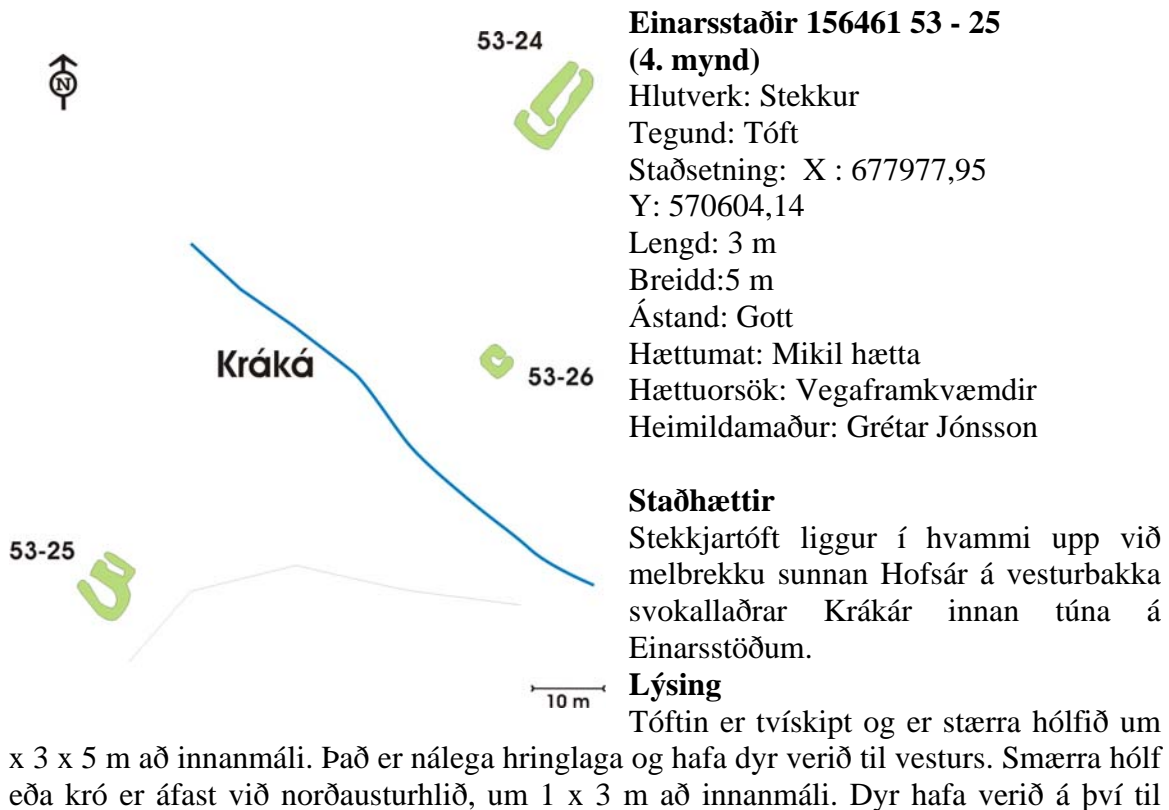 53-24
N
Kráká
53-26
53-25
10 m
Einarsstaðir 156461 53 - 25
(4. mynd)
Hlutverk: Stekkur
Tegund: Tóft
Staðsetning: X : 677977,95
Y: 570604,14
Lengd: 3 m
Breidd:5 m
Ástand: Gott
Hættumat: Mikil hætta
Hættuorsök: Vegaframkvæmdir
Heimildamaður: Grétar Jónsson
Staðhættir
Stekkjartóft liggur í hvammi upp við
melbrekku sunnan Hofsár á vesturbakka
svokallaðrar Krákár innan túna á
Einarsstöðum.
Lýsing
Tóftin er tvískipt og er stærra hólfið um
x 3 x 5 m að innanmáli. Það er nálega hringlaga og hafa dyr verið til vesturs. Smærra hólf
eða kró er áfast við norðausturhlið, um 1 x 3 m að innanmáli. Dyr hafa verið á því til